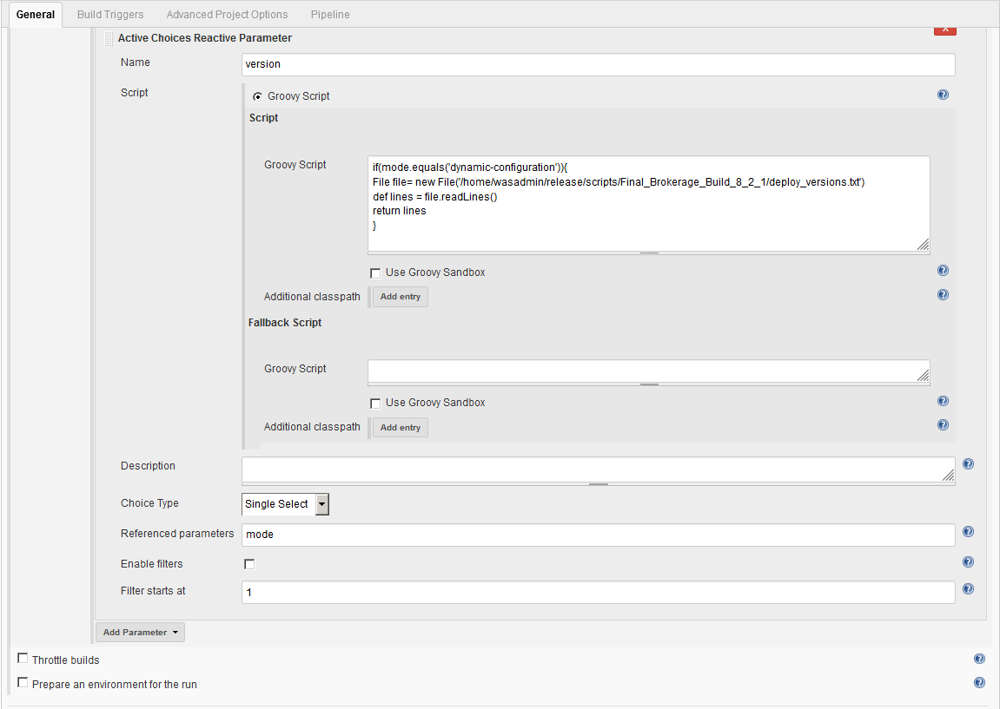 General Build Triggers Advanced Project Options Pipeline
Active Choices Reactive Parameter X
Name version
Script Groovy Script
Script
Groovy Script if(mode.equals('dynamic-configuration')){
File file= new File('/home/wasadmin/release/scripts/Final_Brokerage_Build_8_2_1/deploy_versions.txt')
def lines = file.readLines()
return lines
}
Use Groovy Sandbox
Additional classpath Add entry
Fallback Script
Groovy Script
Use Groovy Sandbox
Additional classpath Add entry
Description
Choice Type Single Select
Referenced parameters mode
Enable filters
Filter starts at 1
Add Parameter
Throttle builds
Prepare an environment for the run